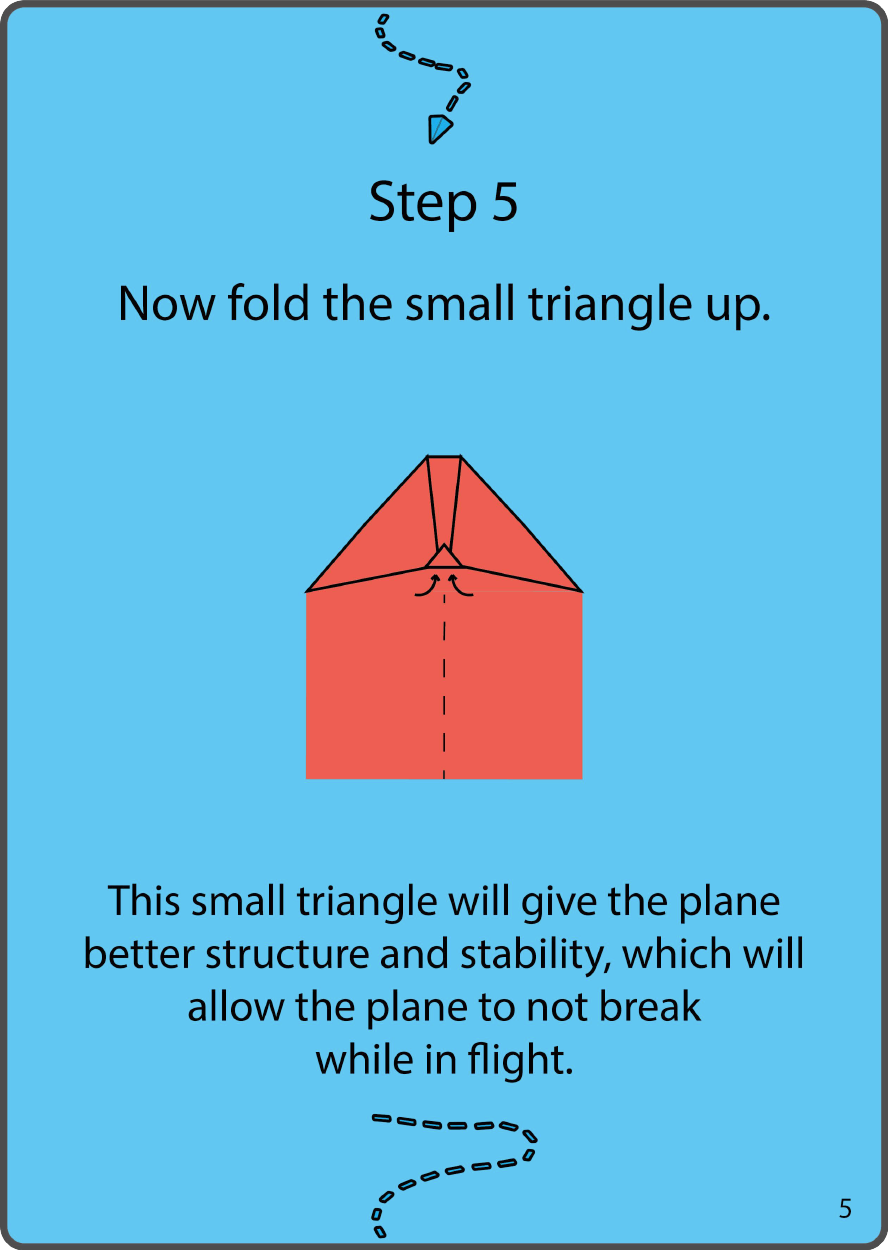 Step 5
Now fold the small triangle up.
This small triangle will give the plane
better structure and stability, which will
allow the plane to not break
while in flight.
5